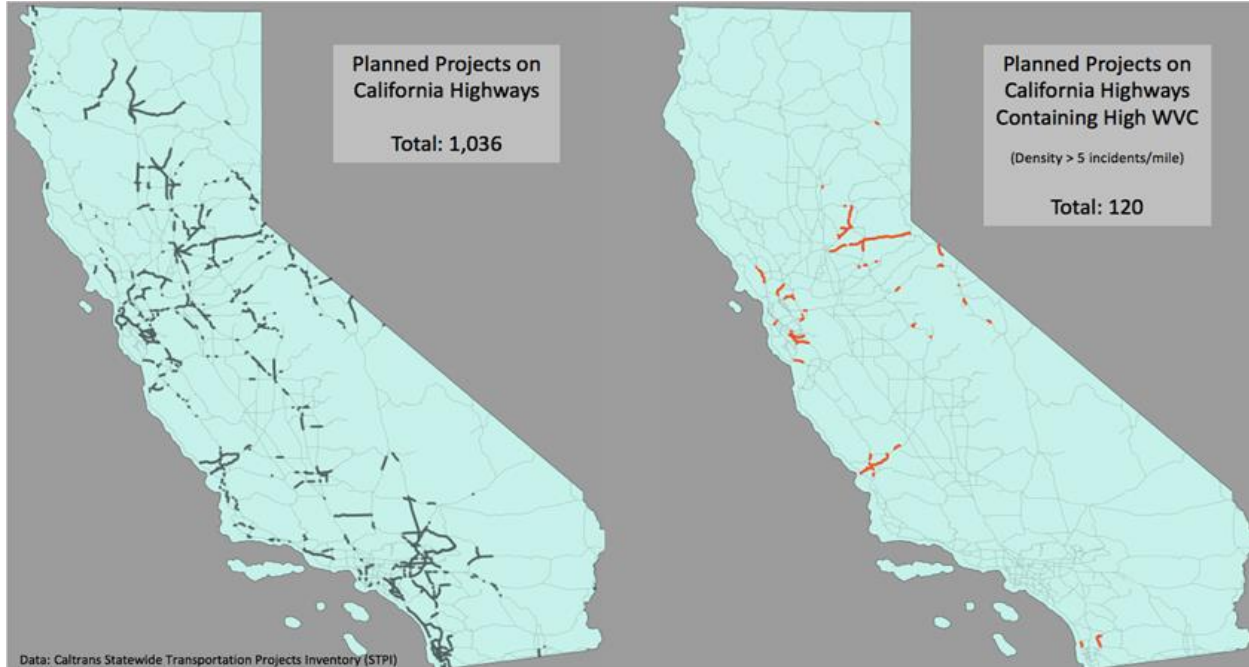 Planned Projects on
California Highways
Total: 1,036
Planned Projects on
California Highways
Containing High WVC
(Density > 5 incidents/mile)
Total: 120
Data: Caltrans Statewide Transportation Projects Inventory (STPI)